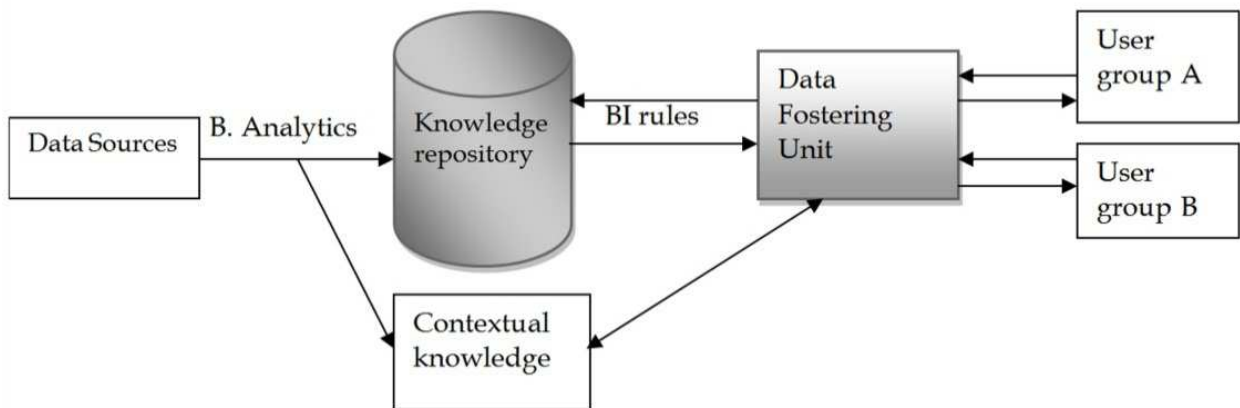 Data Sources
B. Analytics
Knowledge
repository
BI rules
Data
Fostering
Unit
User
group A
User
group B
Contextual
knowledge